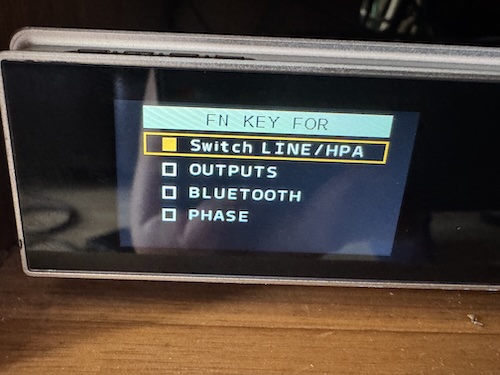 FN KEY FOR
Switch LINE/HPA
OUTPUTS
BLUETOOTH
PHASE